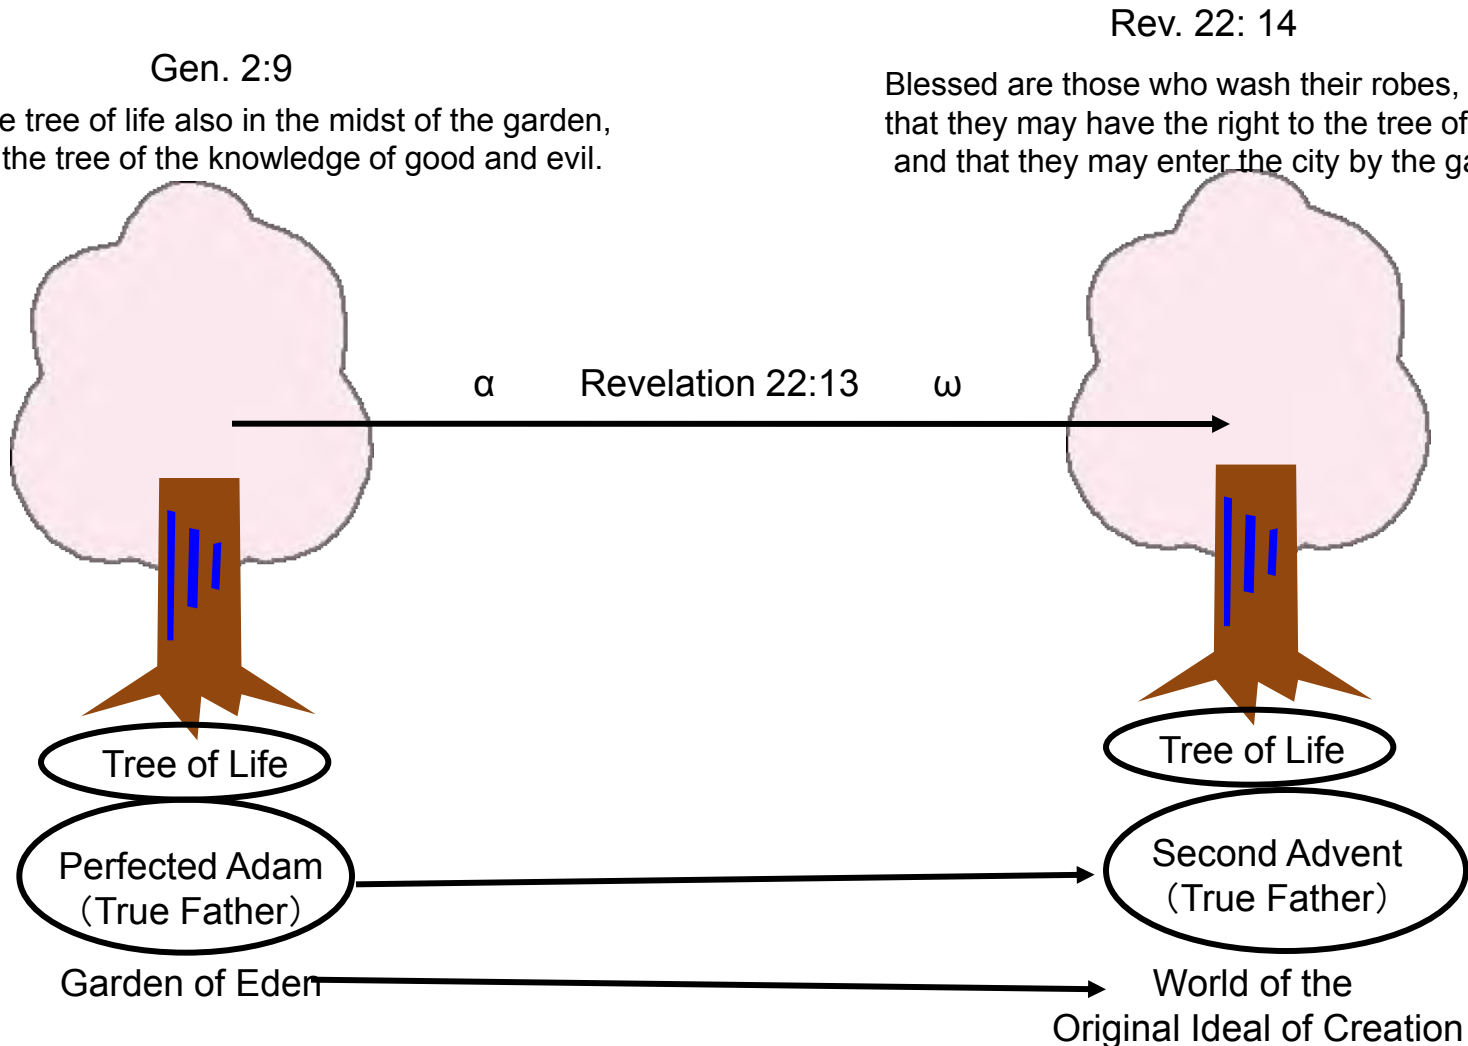 Gen. 2:9
e tree of life also in the midst of the garden,
the tree of the knowledge of good and evil.
Rev. 22: 14
Blessed are those who wash their robes,
that they may have the right to the tree of
and that they may enter the city by the ga
α Revelation 22:13 ω
Tree of Life
Perfected Adam
（True Father）
Garden of Eden
Tree of Life
Second Advent
（True Father）
World of the
Original Ideal of Creation